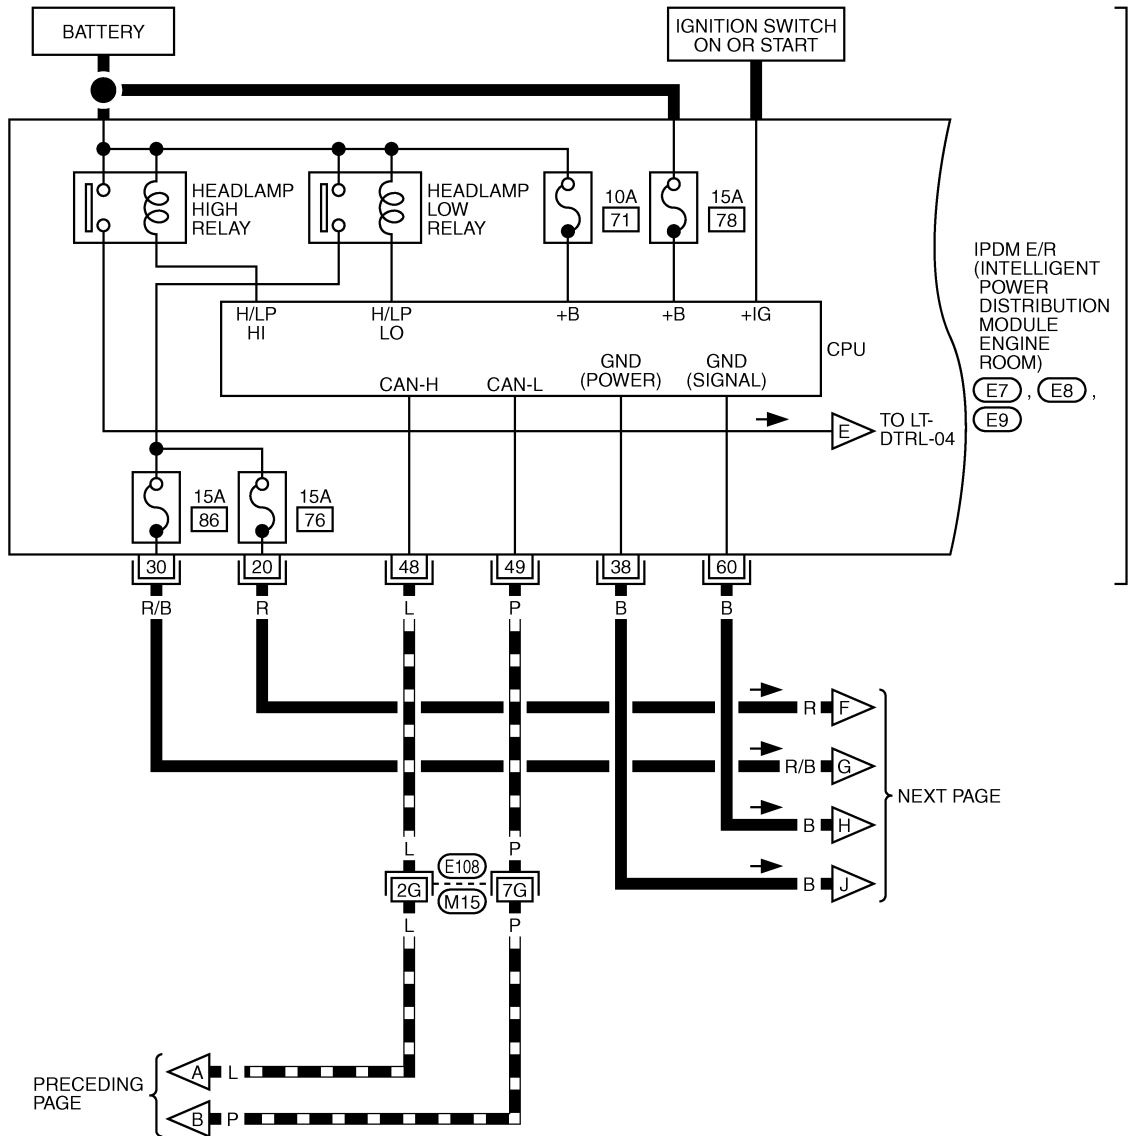 BATTERY
IGNITION SWITCH
ON OR START
HEADLAMP
HIGH
RELAY
HEADLAMP
LOW
RELAY
10A
71
15A
78
IPDM E/R
(INTELLIGENT
POWER
DISTRIBUTION
MODULE
ENGINE
ROOM)
E7 , E8 ,
E9
H/LP
HI
H/LP
LO
+B
+B
+IG
CPU
CAN-H
CAN-L
GND
(POWER)
GND
(SIGNAL)
E
TO LT-
DTRL-04
15A
86
15A
76
30
20
48
49
38
60
R/B
R
L
P
B
B
R
F
R/B
G
B
H
B
J
NEXT PAGE
L
P
E108
2G
7G
M15
L
P
PRECEDING
PAGE
A
L
B
P